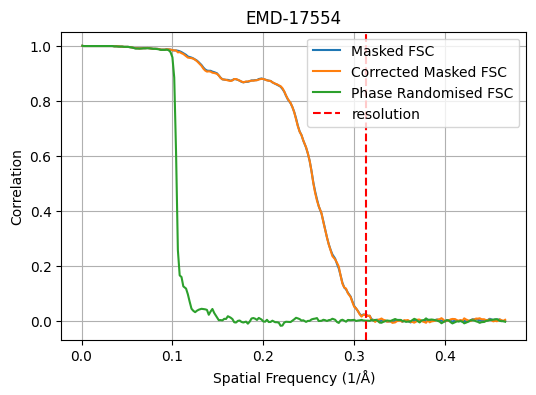 EMD-17554
Masked FSC
Corrected Masked FSC
Phase Randomised FSC
resolution
Correlation
1.0
0.8
0.6
0.4
0.2
0.0
0.0 0.1 0.2 0.3 0.4
Spatial Frequency (1/Å)